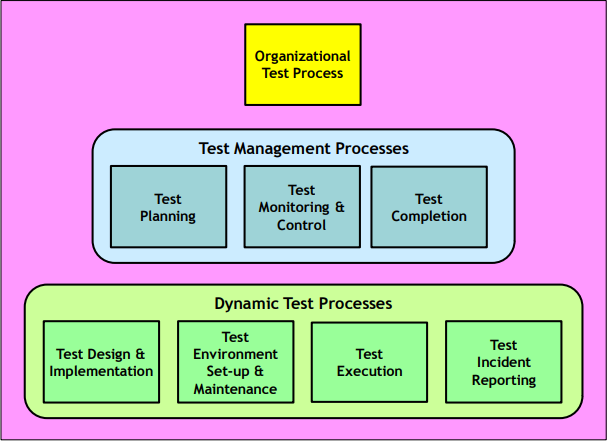 Organizational
Test Process
Test Management Processes
Test
Planning
Test
Monitoring &
Control
Test
Completion
Dynamic Test Processes
Test Design &
Implementation
Test
Environment
Set-up &
Maintenance
Test
Execution
Test
Incident
Reporting